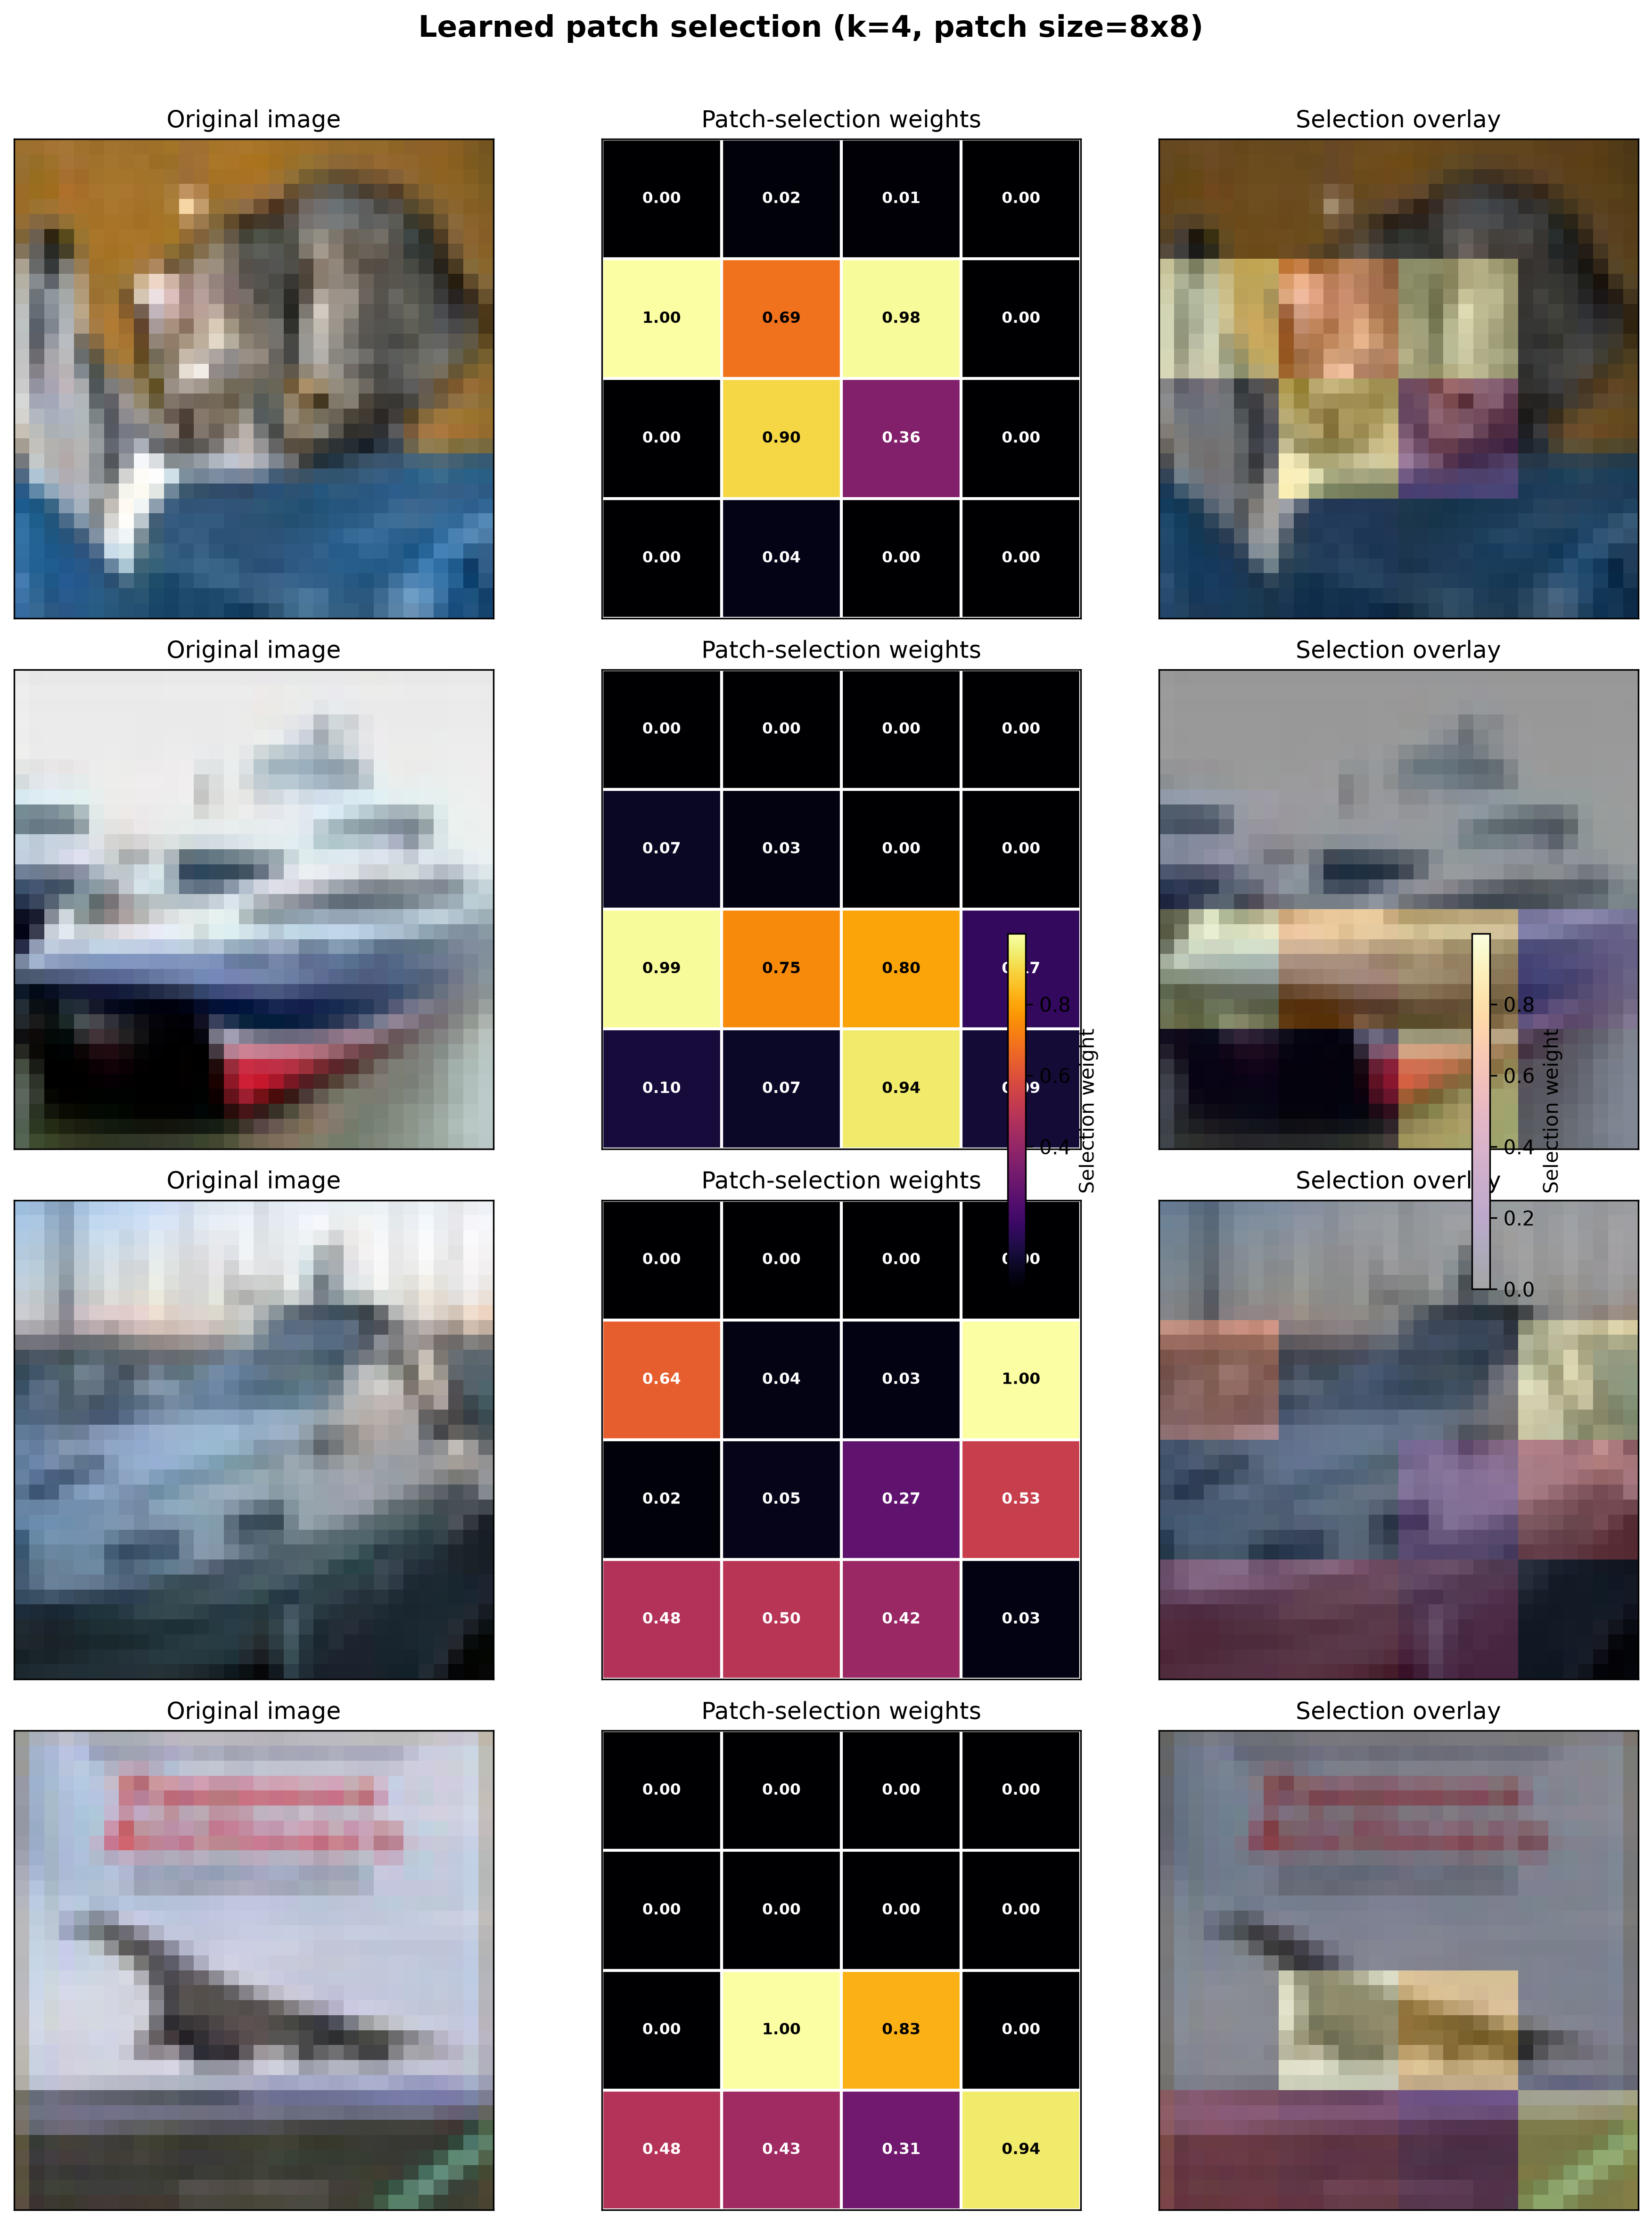 Learned patch selection (k=4, patch size=8x8)
Original image Patch-selection weights Selection overlay
0.00 0.02 0.01 0.00
1.00 0.69 0.98 0.00
0.00 0.90 0.36 0.00
0.00 0.04 0.00 0.00
Original image Patch-selection weights Selection overlay
0.00 0.00 0.00 0.00
0.07 0.03 0.00 0.00
0.99 0.75 0.80
0.10 0.07 0.94
0.8
0.6
0.4
Selection weight
0.8
0.6
0.4
0.2
0.0
Selection weight
Original image Patch-selection weights Selection overlay
0.00 0.00 0.00
0.64 0.04 0.03 1.00
0.02 0.05 0.27 0.53
0.48 0.50 0.42 0.03
Original image Patch-selection weights Selection overlay
0.00 0.00 0.00 0.00
0.00 0.00 0.00 0.00
0.00 1.00 0.83 0.00
0.48 0.43 0.31 0.94